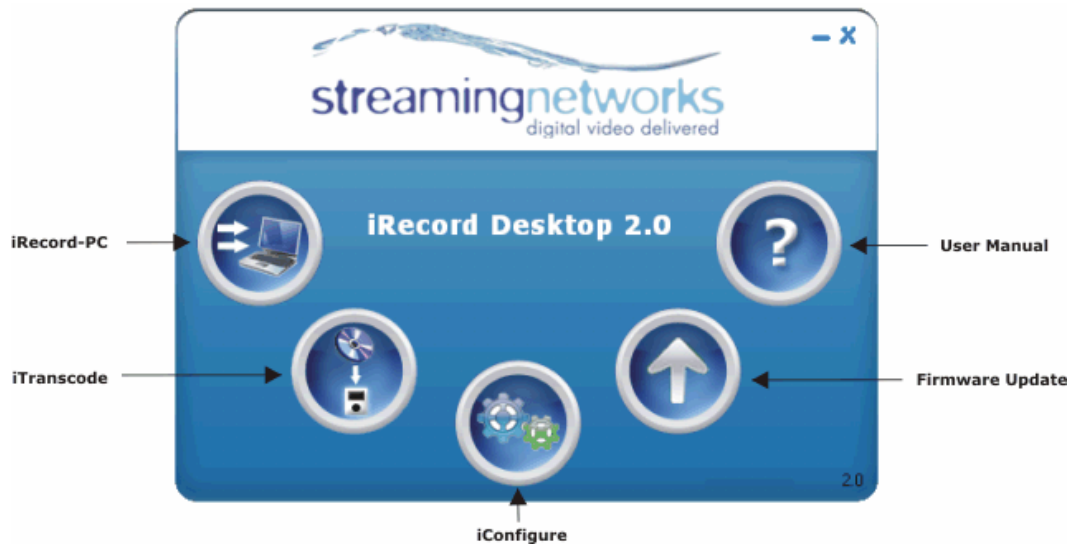 streamingnetworks
digital video delivered
iRecord Desktop 2.0
iRecord-PC
?
User Manual
iTranscode
Firmware Update
2.0
iConfigure